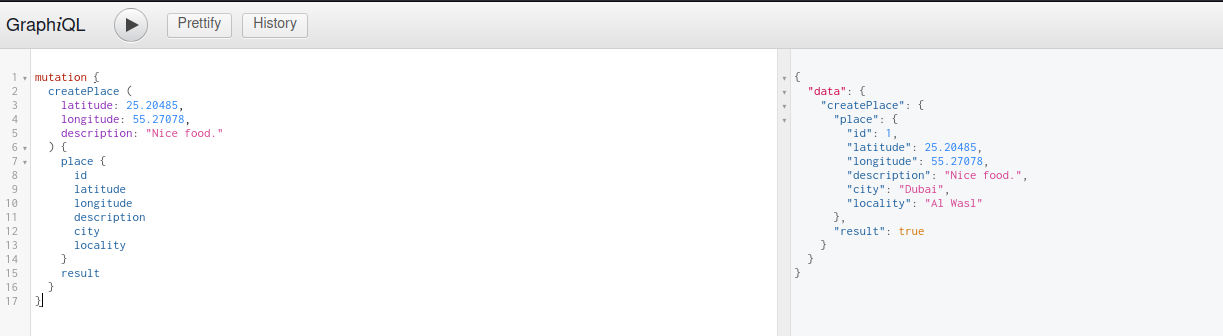 GraphiQL Prettify History
1 mutation {
2 createPlace (
3 latitude: 25.20485,
4 longitude: 55.27078,
5 description: "Nice food."
6 ) {
7 place {
8 id
9 latitude
10 longitude
11 description
12 city
13 locality
14 }
15 result
16 }
17 }
{
"data": {
"createPlace": {
"place": {
"id": 1,
"latitude": 25.20485,
"longitude": 55.27078,
"description": "Nice food.",
"city": "Dubai",
"locality": "Al Wasl"
},
"result": true
}
}
}